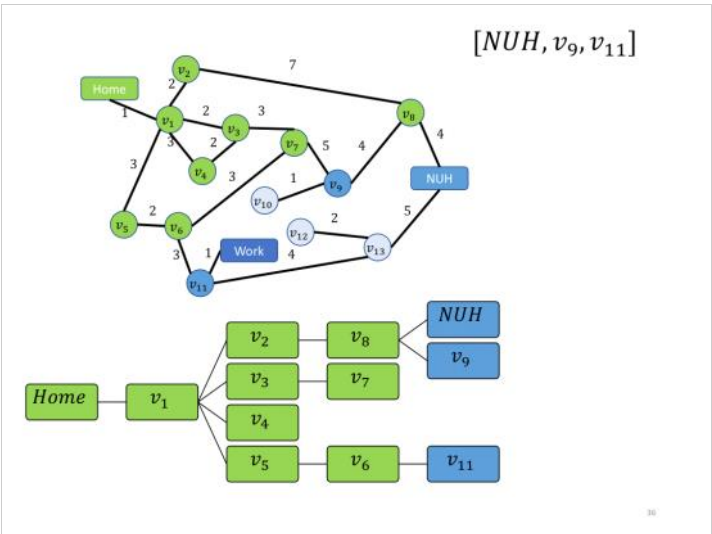 [NUH, v₉, v₁₁]
7
v₂
Home
2
1
v₁
2
v₃
3
v₈
3
2
v₇
5
4
4
v₄
3
3
1
v₉
NUH
v₁₀
v₅
2
v₆
2
5
v₁₂
v₁₃
3
1
Work
4
v₁₁
NUH
v₂
v₈
v₉
Home
v₁
v₃
v₇
v₄
v₅
v₆
v₁₁
36